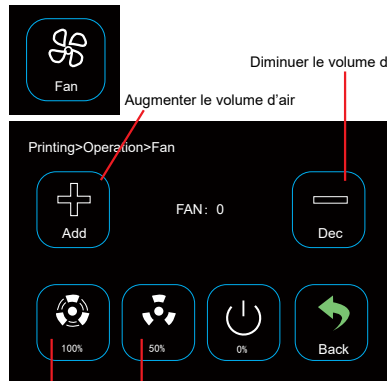 Fan
Diminuer le volume d
Augmenter le volume d'air
Printing>Operation>Fan
Add
FAN: 0
Dec
100%
50%
0%
Back